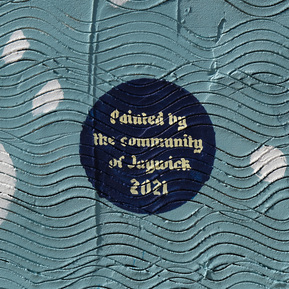 Painted by
the community
of Jaywick
2021